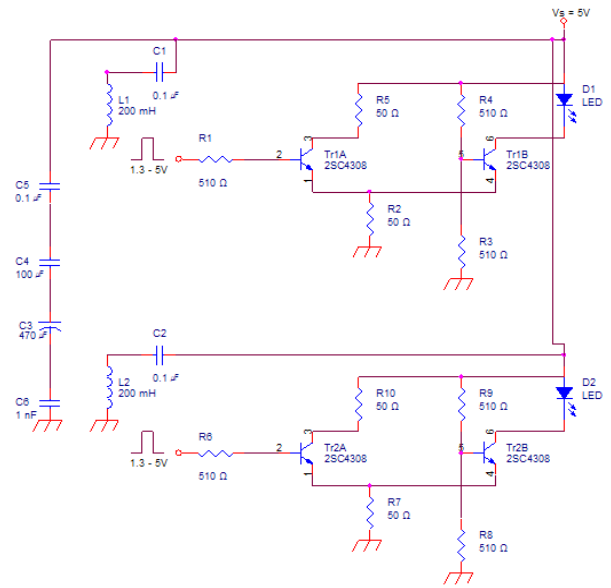 Vs = 5V
C1
0.1 ㎌
L1
200 mH
D1
LED
R5
50 Ω
R4
510 Ω
R1
510 Ω
1.3 - 5V
2
3
1
Tr1A
2SC4308
5
6
4
Tr1B
2SC4308
C5
0.1 ㎌
R2
50 Ω
R3
510 Ω
C4
100 ㎌
C3
470 ㎌
C2
0.1 ㎌
L2
200 mH
D2
LED
R10
50 Ω
R9
510 Ω
C6
1 nF
R6
510 Ω
1.3 - 5V
2
3
1
Tr2A
2SC4308
5
6
4
Tr2B
2SC4308
R7
50 Ω
R8
510 Ω